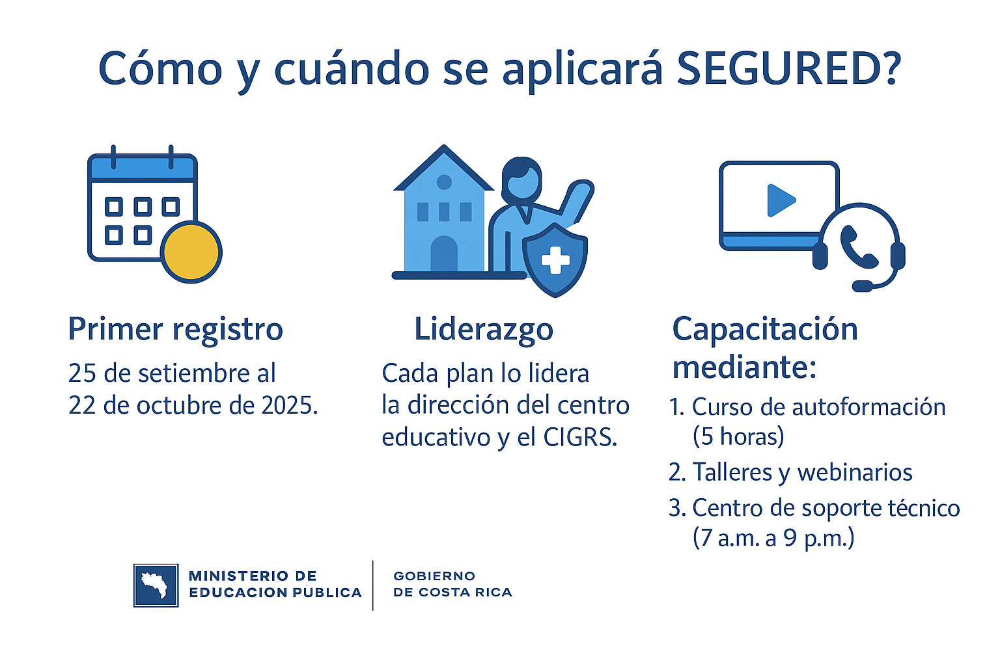 Cómo y cuándo se aplicará SEGURED?
Primer registro
25 de setiembre al
22 de octubre de 2025.
Liderazgo
Cada plan lo lidera
la dirección del centro
educativo y el CIGRS.
Capacitación
mediante:
1. Curso de autoformación
(5 horas)
2. Talleres y webinarios
3. Centro de soporte técnico
(7 a.m. a 9 p.m.)
MINISTERIO DE
EDUCACION PÚBLICA
GOBIERNO
DE COSTA RICA